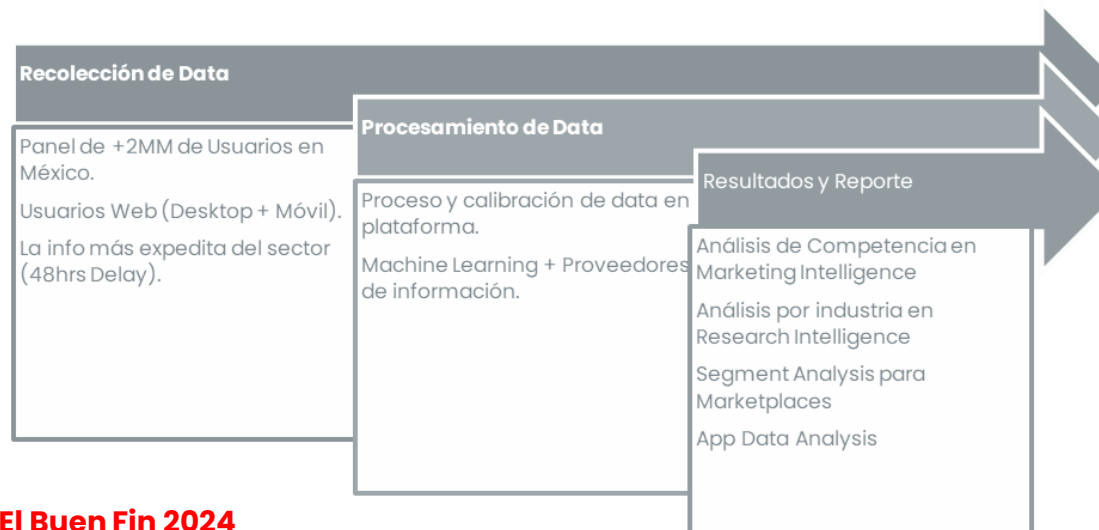 Recolección de Data
Panel de +2MM de Usuarios en
México.
Usuarios Web (Desktop + Móvil).
La info más expedita del sector
(48hrs Delay).
Procesamiento de Data
Proceso y calibración de data en
plataforma.
Machine Learning + Proveedores
de información.
Resultados y Reporte
Análisis de Competencia en
Marketing Intelligence
Análisis por industria en
Research Intelligence
Segment Analysis para
Marketplaces
App Data Analysis
El Buen Fin 2024